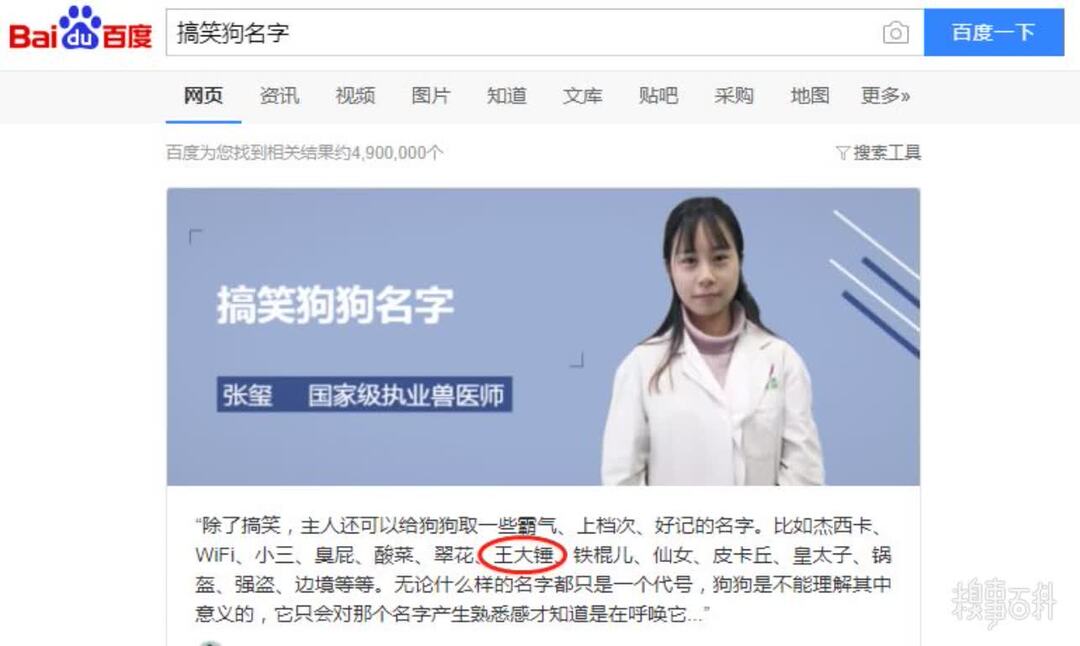 Bai du 百度
搞笑狗名字
百度一下
网页 资讯 视频 图片 知道 文库 贴吧 采购 地图 更多»
百度为您找到相关结果约4,900,000个
搜索工具
搞笑狗狗名字
张玺 国家级执业兽医师
“除了搞笑，主人还可以给狗狗取一些霸气、上档次、好记的名字。比如杰西卡、
WiFi、小三、臭屁、酸菜、翠花、王大锤、铁棍儿、仙女、皮卡丘、皇太子、锅
盔、强盗、边境等等。无论什么样的名字都只是一个代号，狗狗是不能理解其中
意义的，它只会对那个名字产生熟悉感才知道是在呼唤它...”
糗事百科